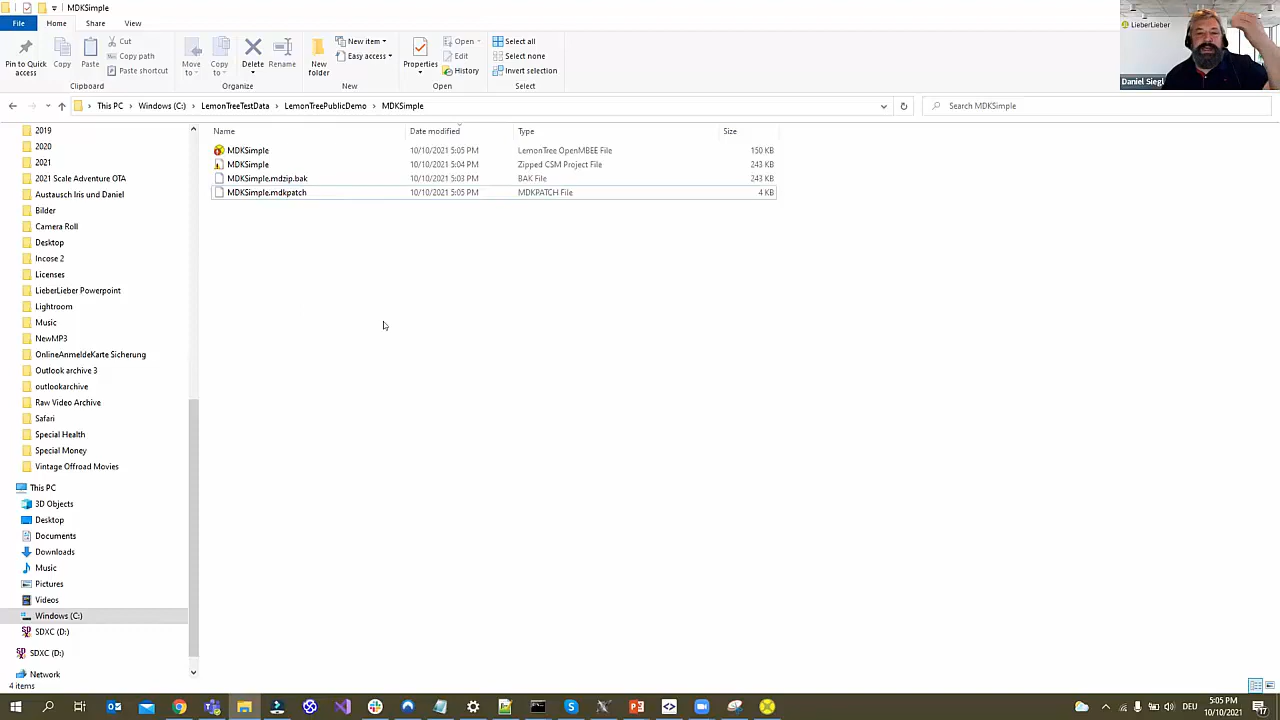 MDKSimple
File Home Share View
Pin to Quick access
Copy
Paste
Cut
Copy path
Paste shortcut
Clipboard
Move to
Copy to
Delete
Rename
Organize
New folder
New item
Easy access
New
Properties
Open
Edit
History
Open
Select all
Select none
Invert selection
Select
LieberLieber
Daniel Siegl
This PC Windows (C:) LemonTreeTestData LemonTreePublicDemo MDKSimple
Search MDKSimple
Name Date modified Type Size
MDKSimple 10/10/2021 5:05 PM LemonTree OpenMBEE File 150 KB
MDKSimple 10/10/2021 5:04 PM Zipped CSM Project File 243 KB
MDKSimple.mdzip.bak 10/10/2021 5:03 PM BAK File 243 KB
MDKSimple.mdkpatch 10/10/2021 5:05 PM MDKPATCH File 4 KB
2019
2020
2021
2021 Scale Adventure OTA
Austausch Iris und Daniel
Bilder
Camera Roll
Desktop
Incose 2
Licenses
LieberLieber Powerpoint
Lightroom
Music
NewMP3
OnlineAnmeldeKarte Sicherung
Outlook archive 3
outlookarchive
Raw Video Archive
Safari
Special Health
Special Money
Vintage Offroad Movies
This PC
3D Objects
Desktop
Documents
Downloads
Music
Pictures
Videos
Windows (C:)
SDXC (D:)
SDXC (D:)
Network
4 items
DEU
5:05 PM
10/10/2021
17